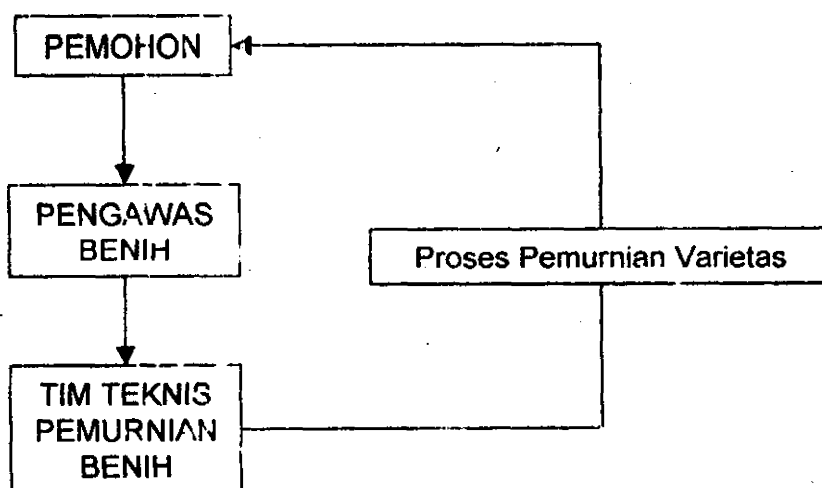 PEMOHON
PENGAWAS
BENIH
Proses Pemurnian Varietas
TIM TEKNIS
PEMURNIAN
BENIH